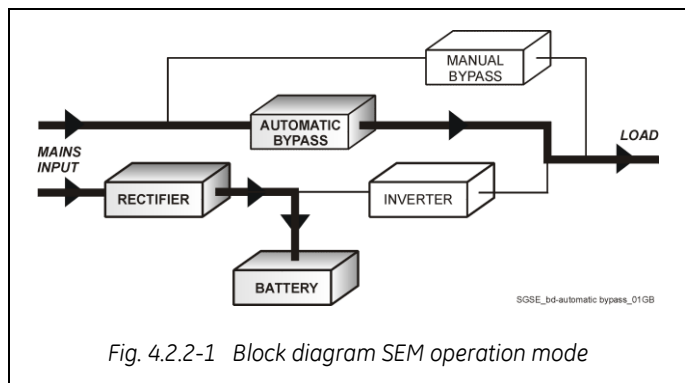 MANUAL
BYPASS
AUTOMATIC
BYPASS
LOAD
MAINS
INPUT
RECTIFIER
INVERTER
BATTERY
SGSE_bd-automatic bypass_01GB
Fig. 4.2.2-1 Block diagram SEM operation mode